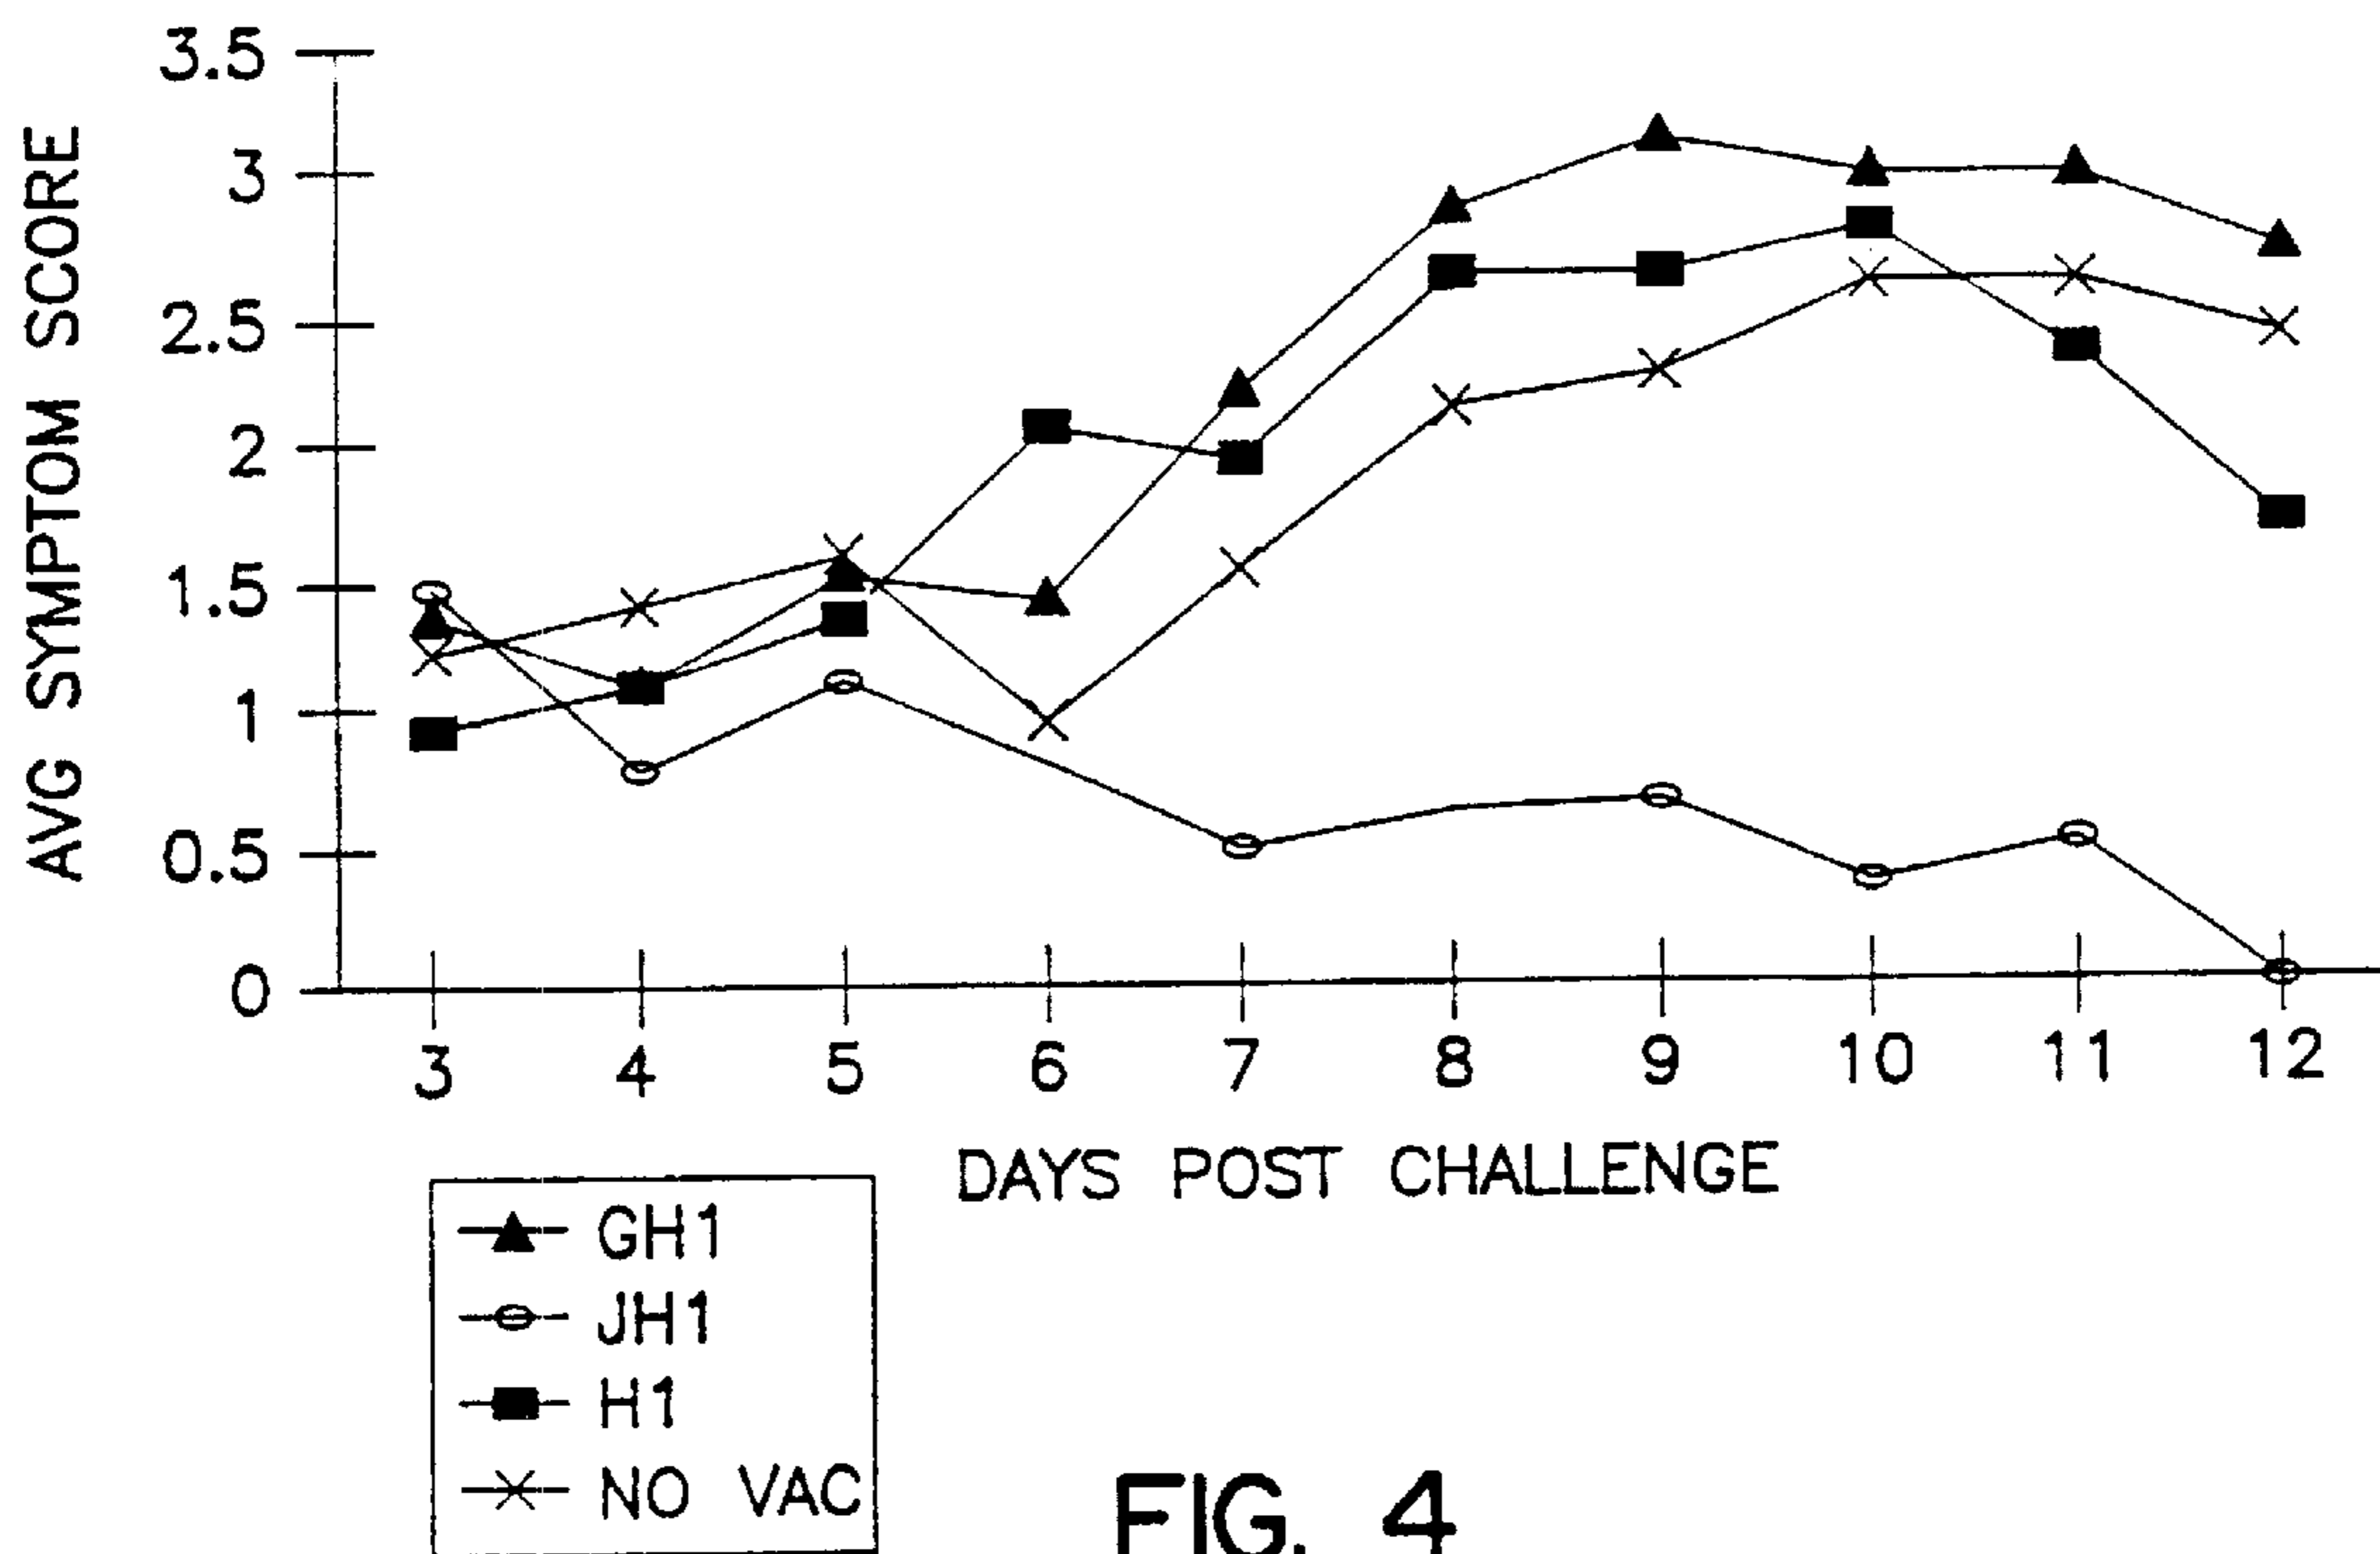 AVG SYMPTOM SCORE
3.5
3
2.5
2
1.5
1
0.5
0
3 4 5 6 7 8 9 10 11 12
DAYS POST CHALLENGE
GH1
JH1
H1
NO VAC
FIG. 4